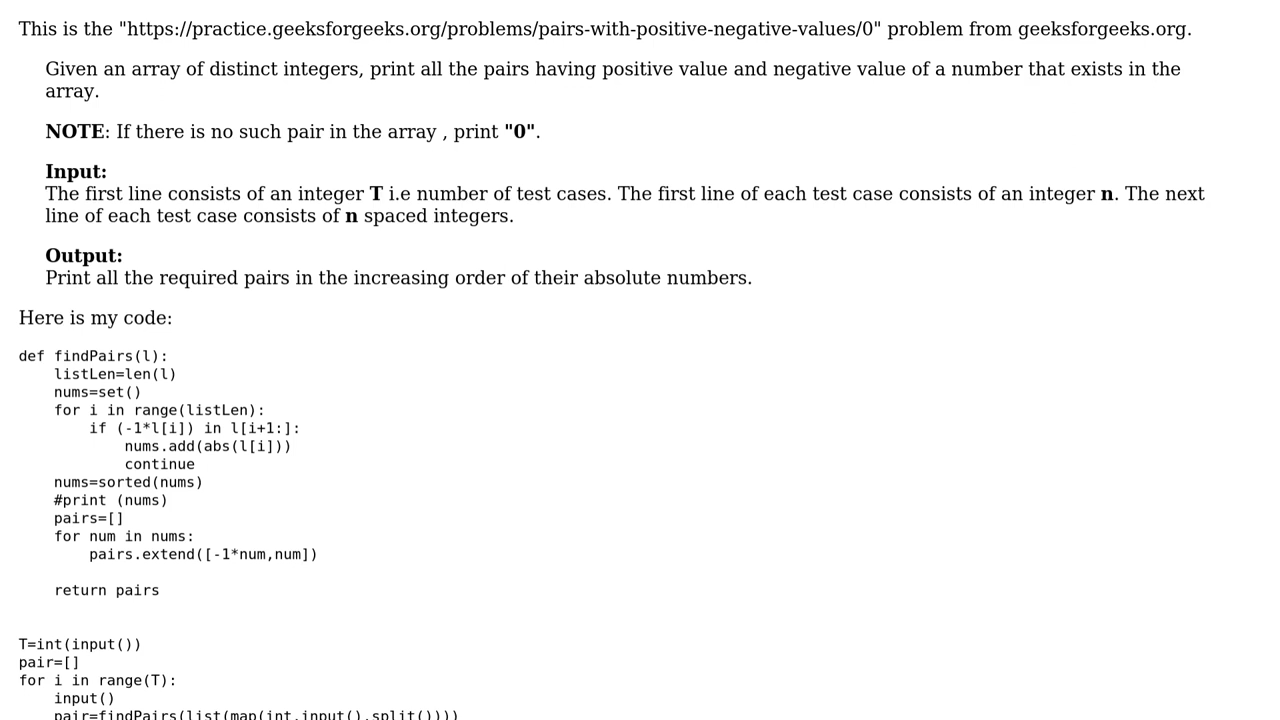 This is the "https://practice.geeksforgeeks.org/problems/pairs-with-positive-negative-values/0" problem from geeksforgeeks.org.
Given an array of distinct integers, print all the pairs having positive value and negative value of a number that exists in the
array.
NOTE: If there is no such pair in the array , print "0".
Input:
The first line consists of an integer T i.e number of test cases. The first line of each test case consists of an integer n. The next
line of each test case consists of n spaced integers.
Output:
Print all the required pairs in the increasing order of their absolute numbers.
Here is my code:
def findPairs(l):
    listLen=len(l)
    nums=set()
    for i in range(listLen):
        if (-1*l[i]) in l[i+1:]:
            nums.add(abs(l[i]))
            continue
    nums=sorted(nums)
    #print (nums)
    pairs=[]
    for num in nums:
        pairs.extend([-1*num,num])
    return pairs
T=int(input())
pair=[]
for i in range(T):
    input()
    pair=findPairs(list(map(int,input().split())))